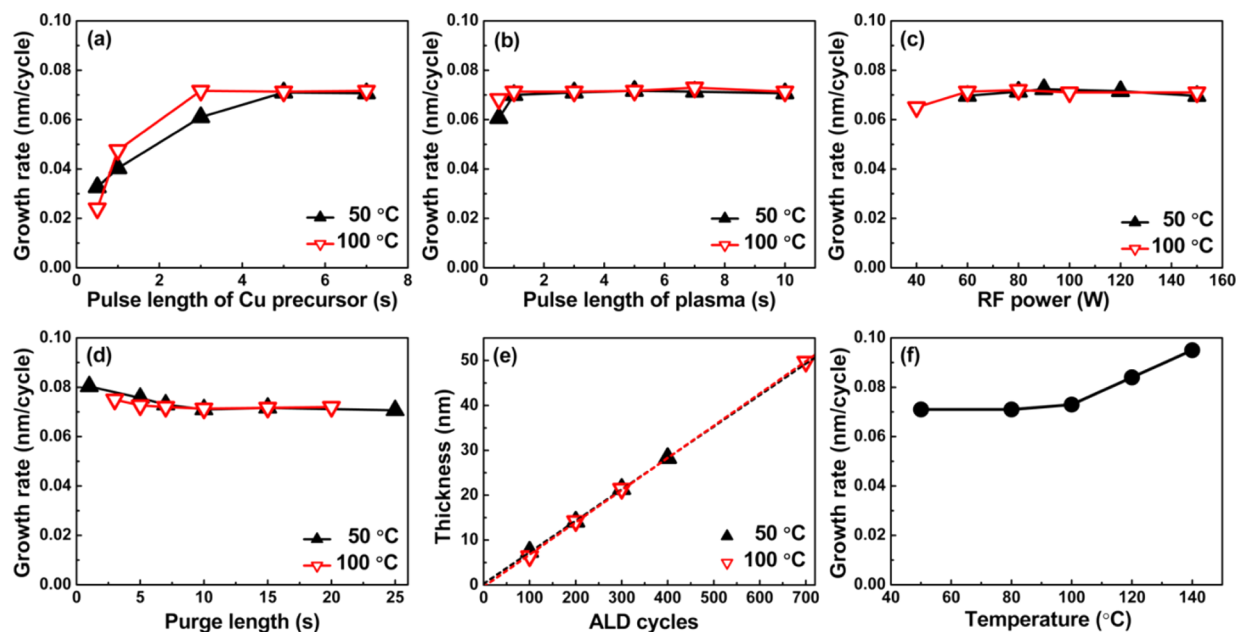 (a)
Growth rate (nm/cycle)
0.10
0.08
0.06
0.04
0.02
0.00
50 °C
100 °C
0 2 4 6 8
Pulse length of Cu precursor (s)
(b)
Growth rate (nm/cycle)
0.10
0.08
0.06
0.04
0.02
0.00
50 °C
100 °C
0 2 4 6 8 10
Pulse length of plasma (s)
(c)
Growth rate (nm/cycle)
0.10
0.08
0.06
0.04
0.02
0.00
50 °C
100 °C
40 60 80 100 120 140 160
RF power (W)
(d)
Growth rate (nm/cycle)
0.10
0.08
0.06
0.04
0.02
0.00
50 °C
100 °C
0 5 10 15 20 25
Purge length (s)
(e)
Thickness (nm)
50
40
30
20
10
0
50 °C
100 °C
0 100 200 300 400 500 600 700
ALD cycles
(f)
Growth rate (nm/cycle)
0.10
0.08
0.06
0.04
0.02
0.00
40 60 80 100 120 140
Temperature (°C)